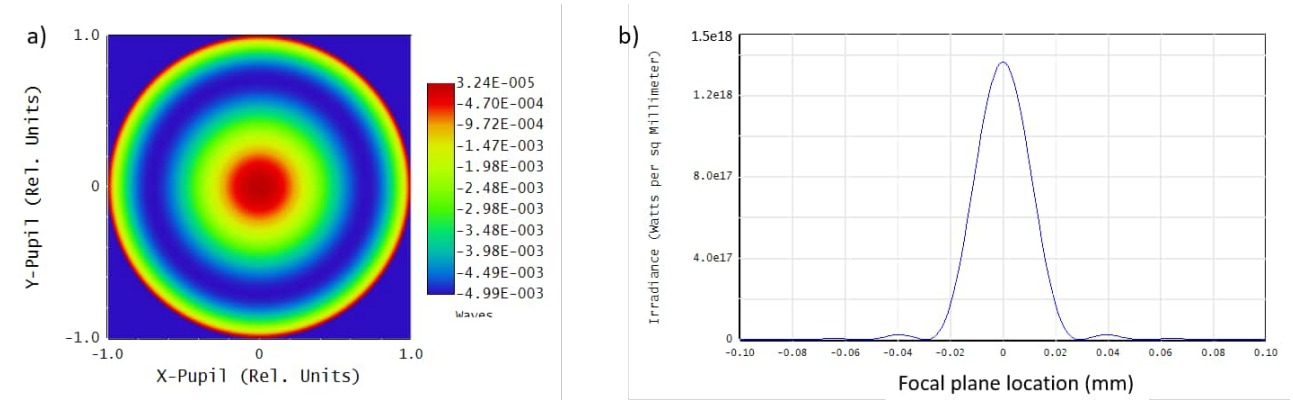 a)
Y-Pupil (Rel. Units)
1.0
0
-1.0
-1.0 0 1.0
X-Pupil (Rel. Units)
3.24E-005
-4.70E-004
-9.72E-004
-1.47E-003
-1.98E-003
-2.48E-003
-2.98E-003
-3.48E-003
-3.98E-003
-4.49E-003
-4.99E-003
Waves
b)
Irradiance (Watts per sq Millimeter)
1.5e18
1.2e18
8.0e17
4.0e17
0
-0.10 -0.08 -0.06 -0.04 -0.02 0 0.02 0.04 0.06 0.08 0.10
Focal plane location (mm)